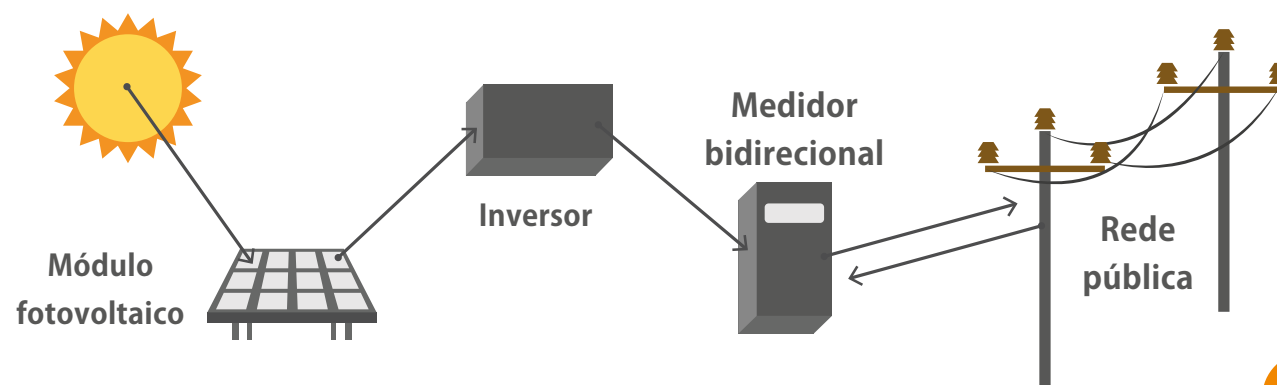 Módulo
fotovoltaico
Inversor
Medidor
bidirecional
Rede
pública